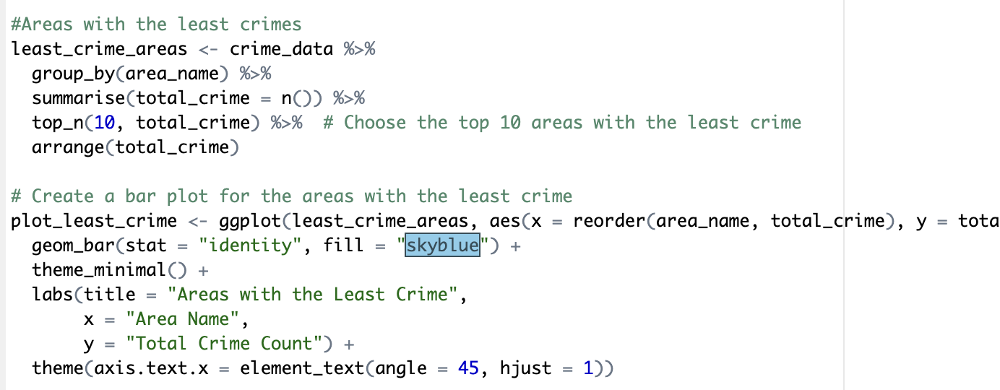 #Areas with the least crimes
least_crime_areas <- crime_data %>%
  group_by(area_name) %>%
  summarise(total_crime = n()) %>%
  top_n(10, total_crime) %>%  # Choose the top 10 areas with the least crime
  arrange(total_crime)

# Create a bar plot for the areas with the least crime
plot_least_crime <- ggplot(least_crime_areas, aes(x = reorder(area_name, total_crime), y = tota
  geom_bar(stat = "identity", fill = "skyblue") +
  theme_minimal() +
  labs(title = "Areas with the Least Crime",
       x = "Area Name",
       y = "Total Crime Count") +
  theme(axis.text.x = element_text(angle = 45, hjust = 1))